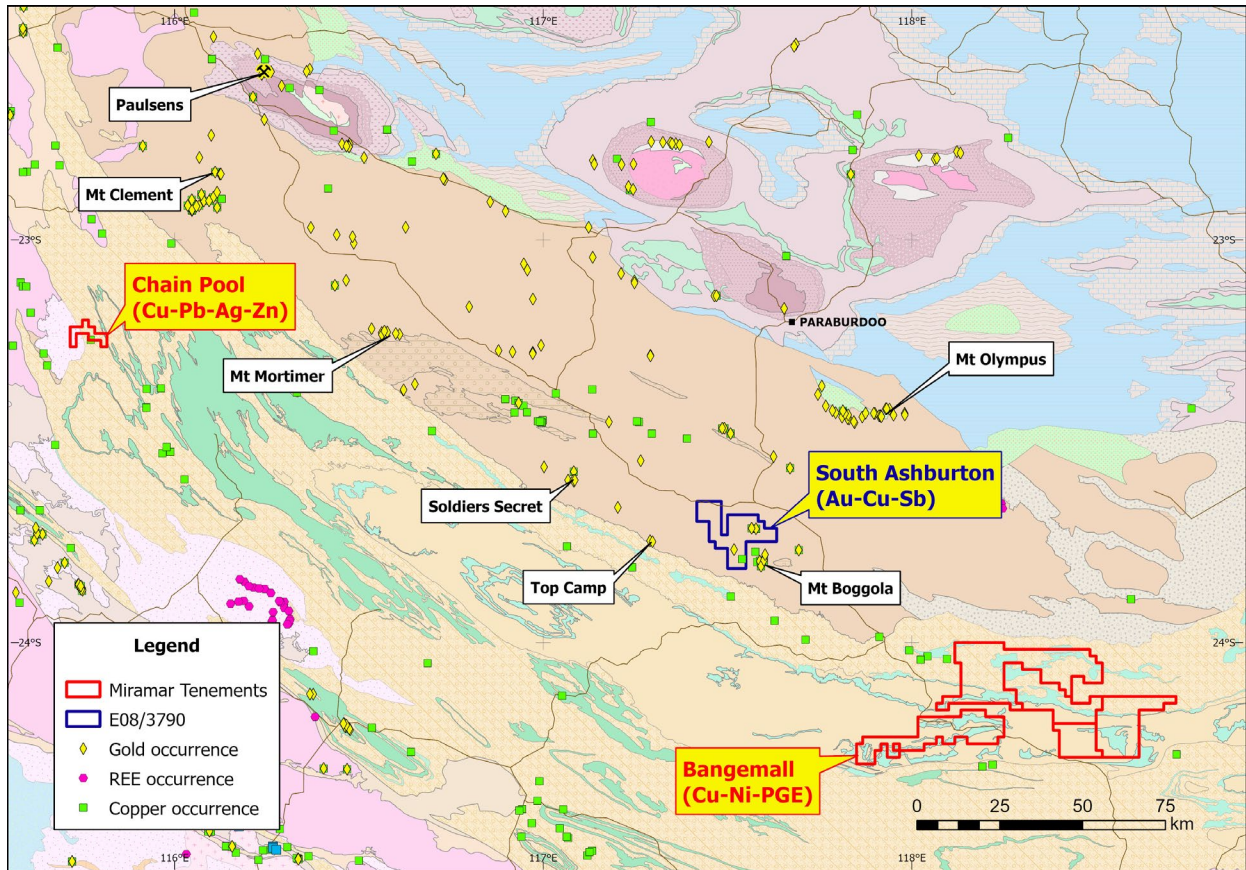 116°E
117°E
118°E
Paulsens
Mt Clement
23°S
23°S
Chain Pool
(Cu-Pb-Ag-Zn)
PARABURDOO
Mt Mortimer
Mt Olympus
South Ashburton
(Au-Cu-Sb)
Soldiers Secret
Top Camp
Mt Boggola
24°S
24°S
Legend
Miramar Tenements
E08/3790
Gold occurrence
REE occurrence
Copper occurrence
Bangemall
(Cu-Ni-PGE)
0 25 50 75
km
116°E
117°E
118°E